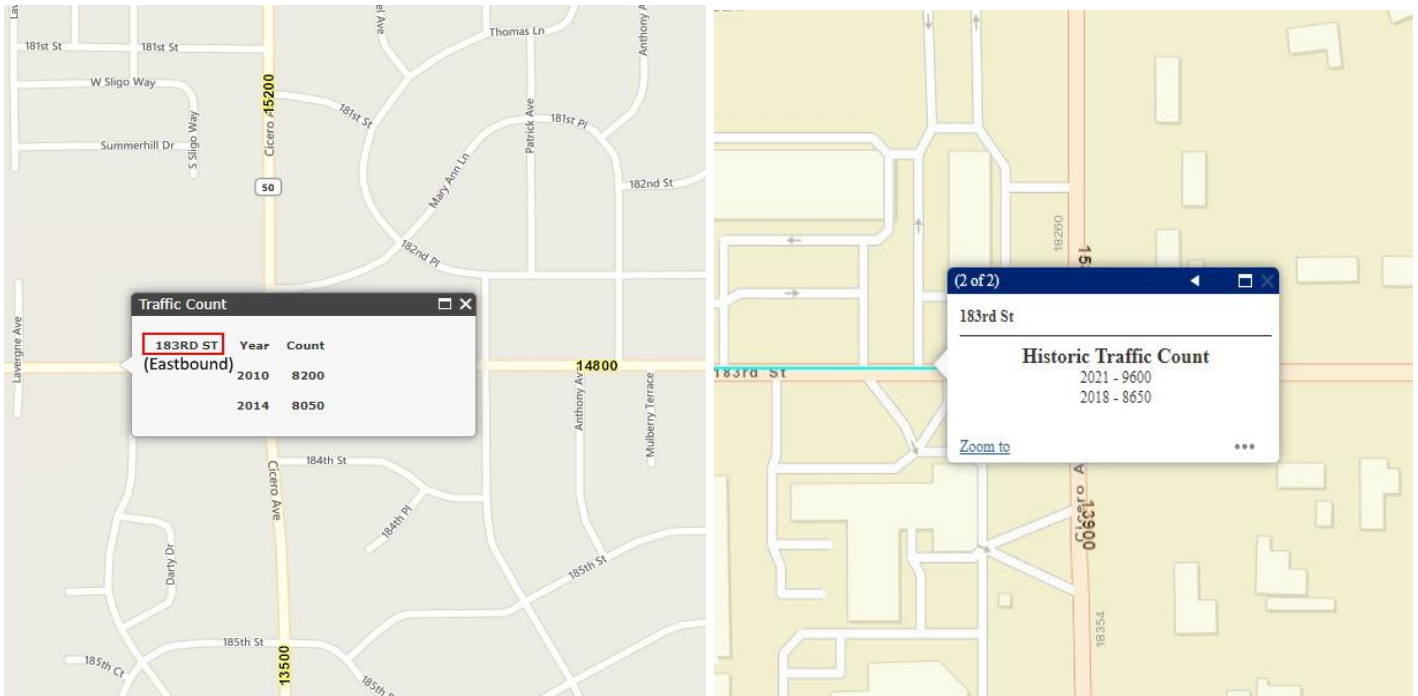 181st St
181st St
Thomas Ln
Anthony A
W Sligo Way
15200
Cicero A
181st St
Patrick Ave
181st Pl
Summerhill Dr
S Sligo Way
50
Mary Ann Ln
182nd St
182nd Pl
Traffic Count
183RD ST Year Count
(Eastbound)
2010 8200
2014 8050
Lavergne Ave
14800
Anthony Av
Mulberry Terrace
184th St
Cicero Ave
184th Pl
Darty Dr
185th St
185th St
185th Ct
13500
185th
18260
(2 of 2)
183rd St
Historic Traffic Count
2021 - 9600
2018 - 8650
Zoom to
183rd St
13900
18354